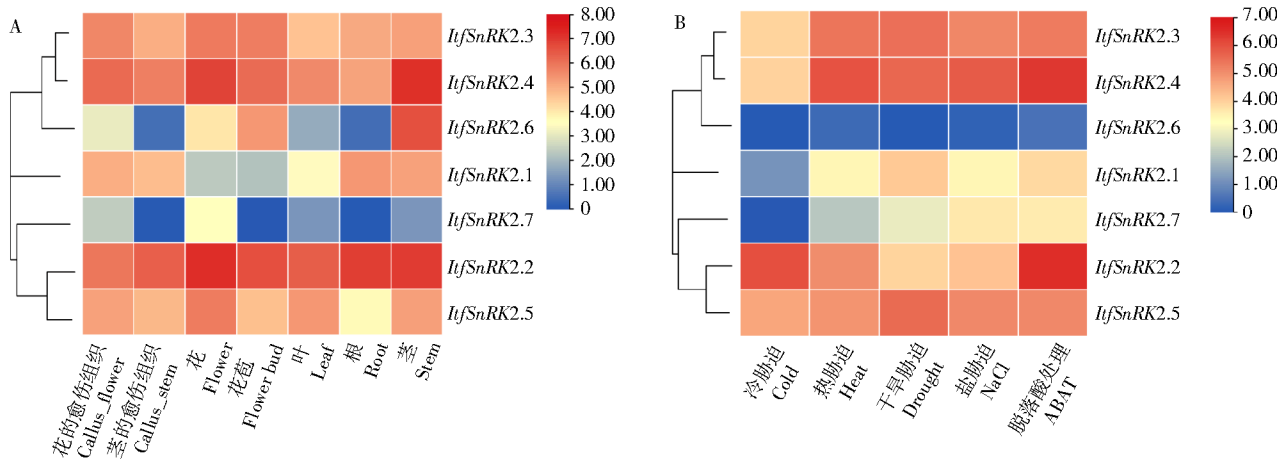 A
8.00
7.00
6.00
5.00
4.00
3.00
2.00
1.00
0
ItfSnRK2.3
ItfSnRK2.4
ItfSnRK2.6
ItfSnRK2.1
ItfSnRK2.7
ItfSnRK2.2
ItfSnRK2.5
花的愈伤组织
Callus_flower
茎的愈伤组织
Callus_stem
花
Flower
花苞
Flower bud
叶
Leaf
根
Root
茎
Stem
B
7.00
6.00
5.00
4.00
3.00
2.00
1.00
0
ItfSnRK2.3
ItfSnRK2.4
ItfSnRK2.6
ItfSnRK2.1
ItfSnRK2.7
ItfSnRK2.2
ItfSnRK2.5
冷胁迫
Cold
热胁迫
Heat
干旱胁迫
Drought
盐胁迫
NaCl
脱落酸处理
ABAT